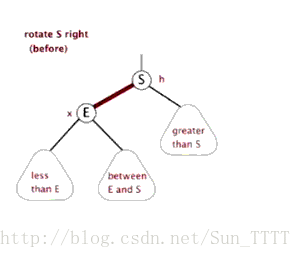 rotate S right
(before)
S h
x E
less
than E
between
E and S
greater
than S
http://blog.csdn.net/Sun_TTTT